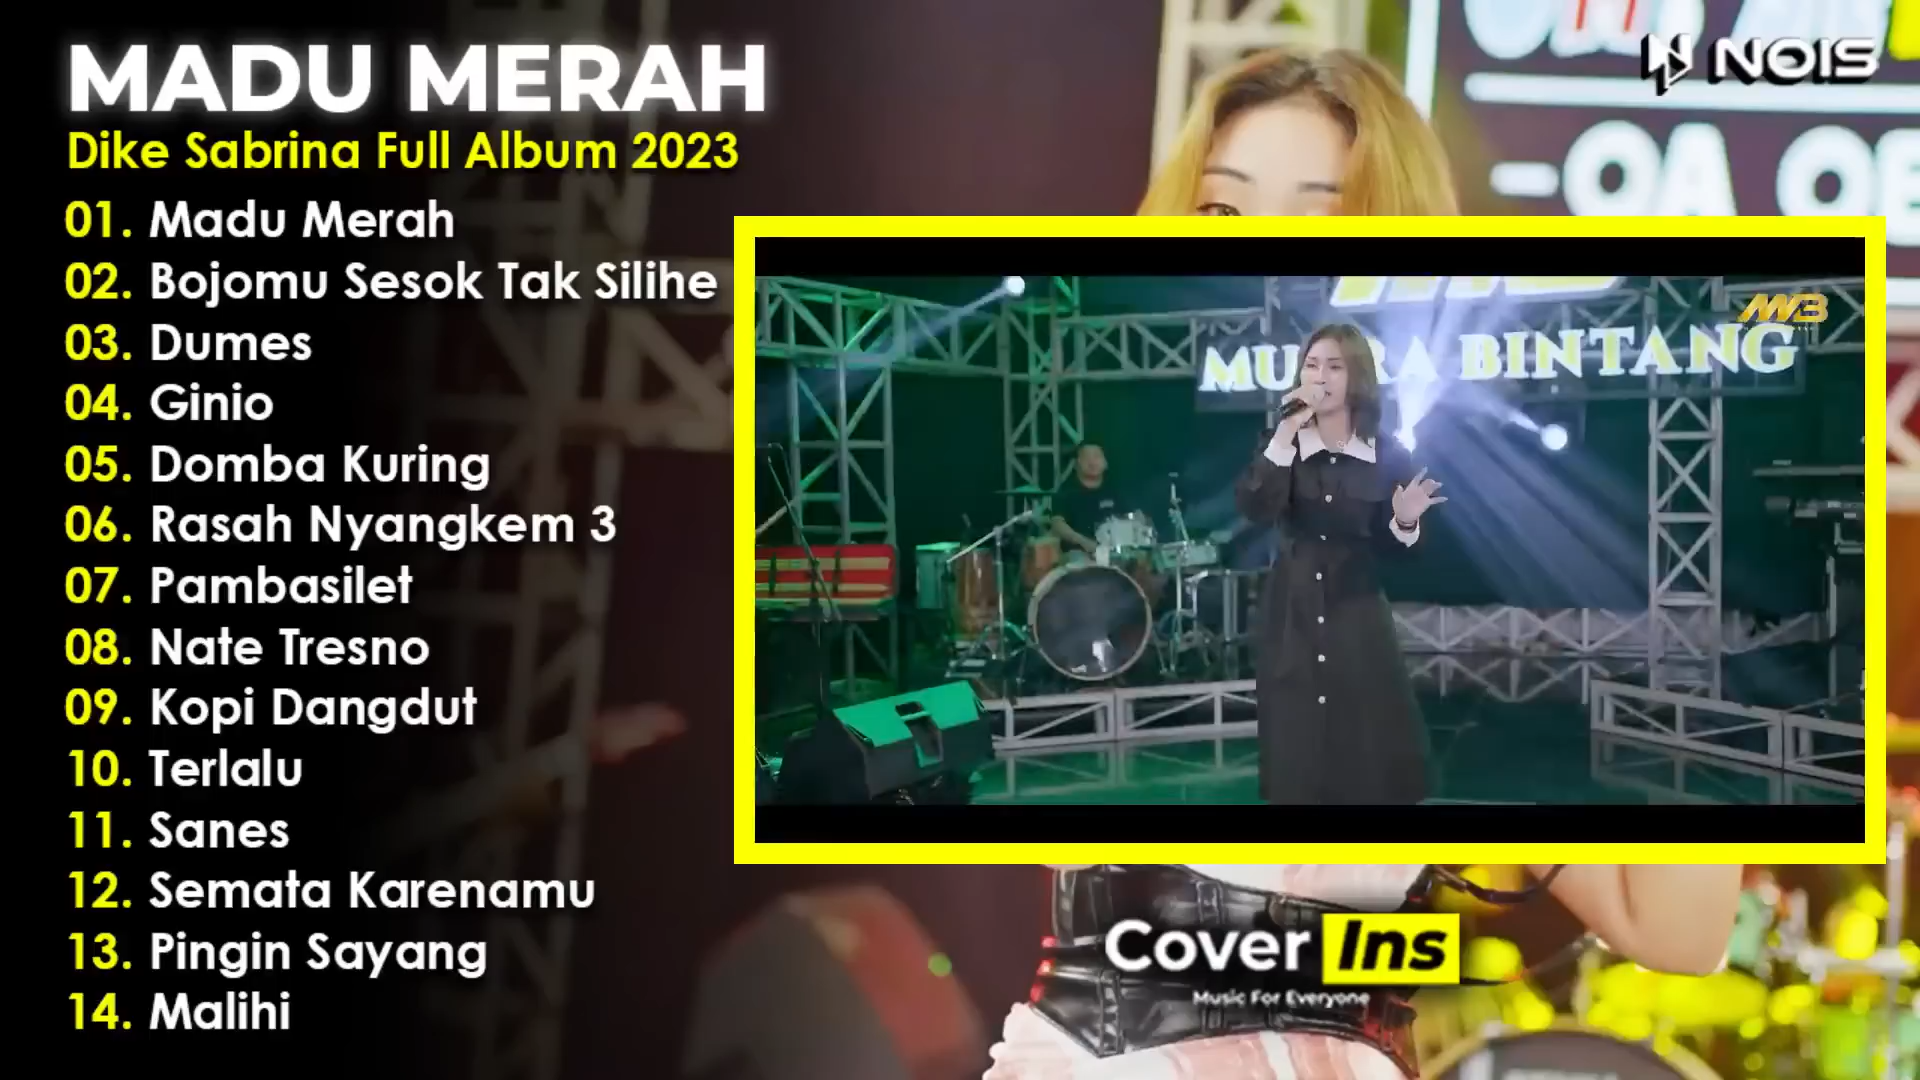 MADU MERAH
Dike Sabrina Full Album 2023
01. Madu Merah
02. Bojomu Sesok Tak Silihe
03. Dumes
04. Ginio
05. Domba Kuring
06. Rasah Nyangkem 3
07. Pambasilet
08. Nate Tresno
09. Kopi Dangdut
10. Terlalu
11. Sanes
12. Semata Karenamu
13. Pingin Sayang
14. Malihi
NOIS
-OA OE
BINTANG
Cover Ins
Music For Everyone